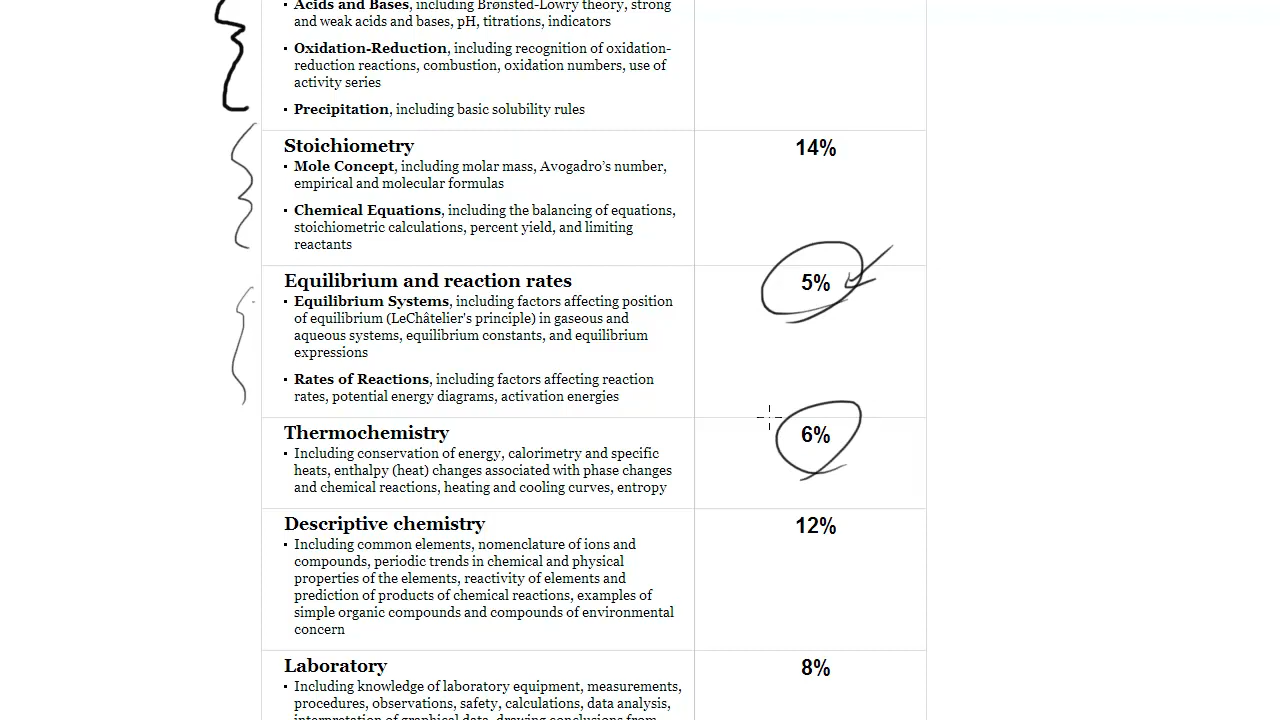 Acids and Bases, including Brønsted-Lowry theory, strong
and weak acids and bases, pH, titrations, indicators
▪ Oxidation-Reduction, including recognition of oxidation-
reduction reactions, combustion, oxidation numbers, use of
activity series
▪ Precipitation, including basic solubility rules
Stoichiometry 14%
▪ Mole Concept, including molar mass, Avogadro’s number,
empirical and molecular formulas
▪ Chemical Equations, including the balancing of equations,
stoichiometric calculations, percent yield, and limiting
reactants
Equilibrium and reaction rates 5%
▪ Equilibrium Systems, including factors affecting position
of equilibrium (LeChâtelier's principle) in gaseous and
aqueous systems, equilibrium constants, and equilibrium
expressions
▪ Rates of Reactions, including factors affecting reaction
rates, potential energy diagrams, activation energies
Thermochemistry 6%
▪ Including conservation of energy, calorimetry and specific
heats, enthalpy (heat) changes associated with phase changes
and chemical reactions, heating and cooling curves, entropy
Descriptive chemistry 12%
▪ Including common elements, nomenclature of ions and
compounds, periodic trends in chemical and physical
properties of the elements, reactivity of elements and
prediction of products of chemical reactions, examples of
simple organic compounds and compounds of environmental
concern
Laboratory 8%
▪ Including knowledge of laboratory equipment, measurements,
procedures, observations, safety, calculations, data analysis,
interpretation of graphical data, drawing conclusions from